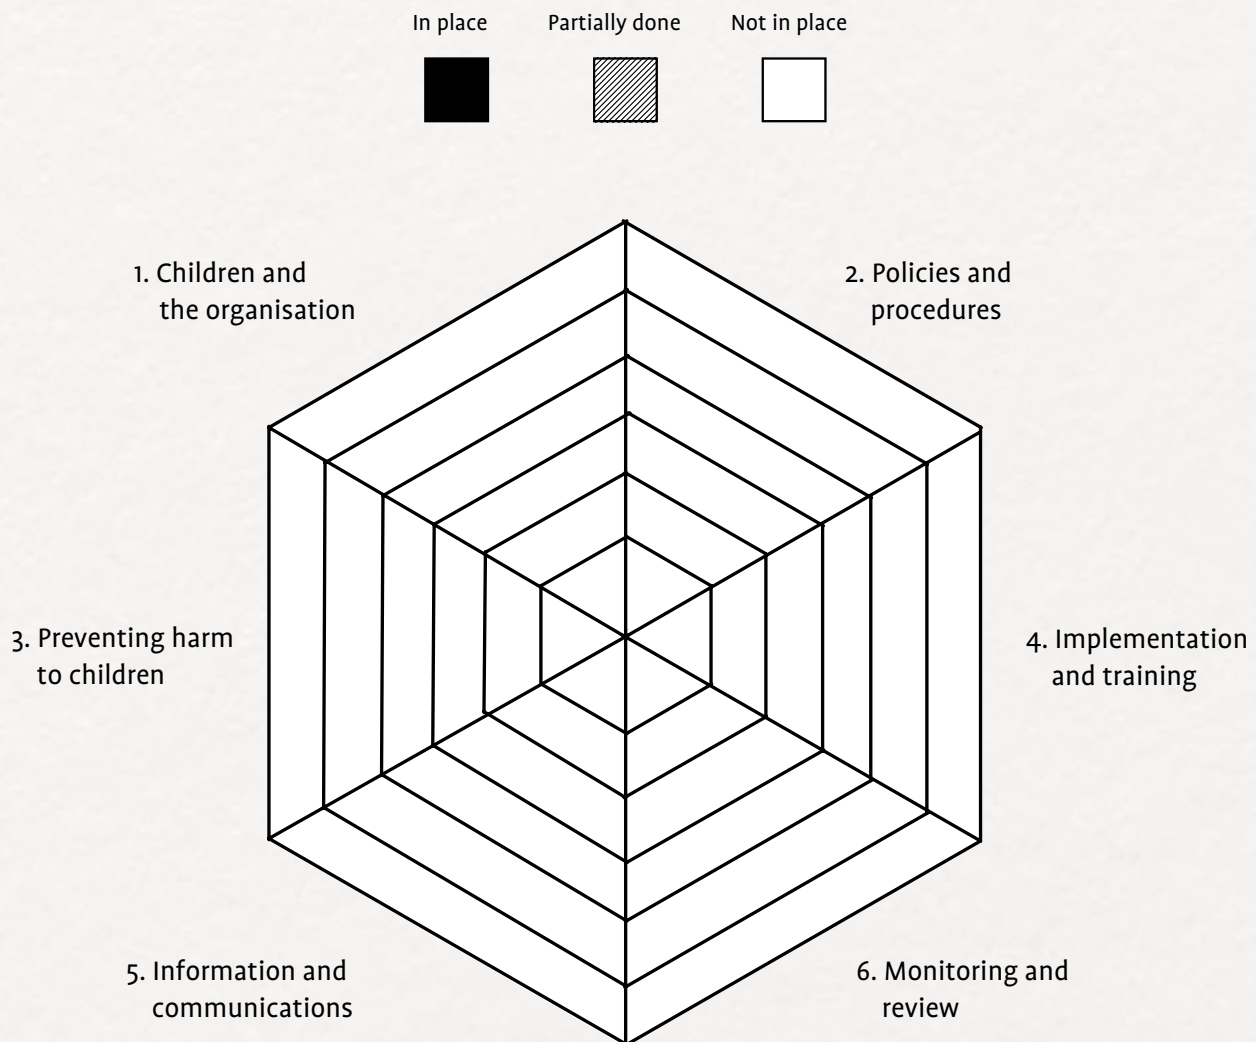 In place Partially done Not in place
1. Children and
the organisation
2. Policies and
procedures
3. Preventing harm
to children
4. Implementation
and training
5. Information and
communications
6. Monitoring and
review